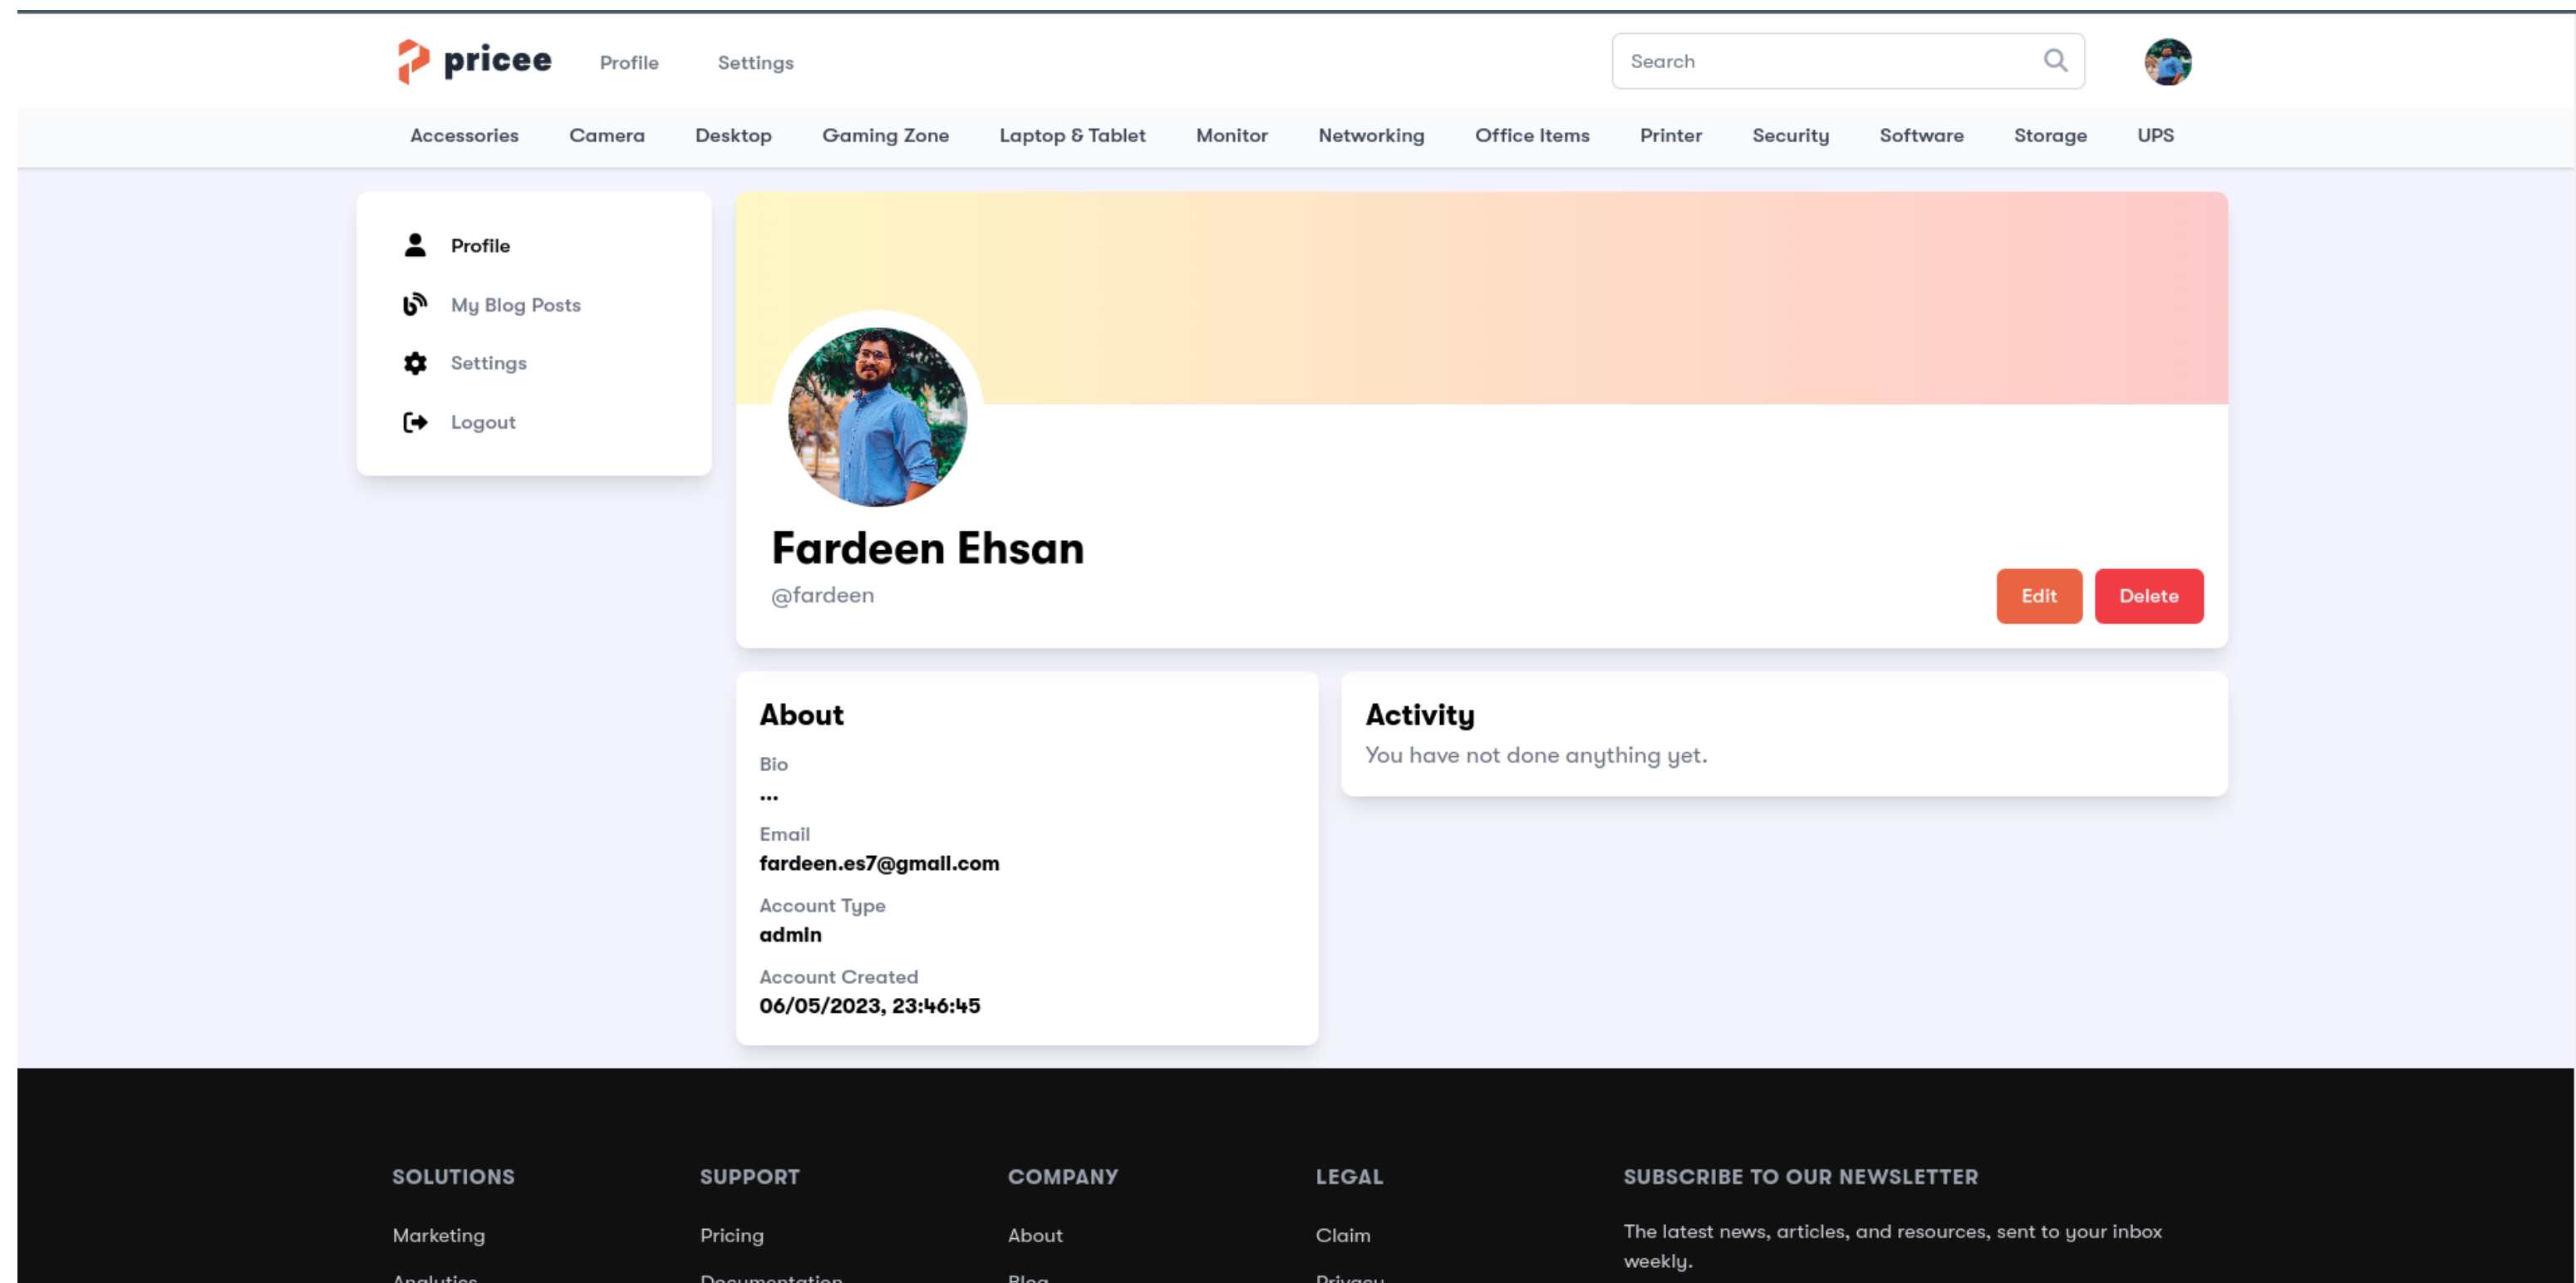 pricee
Profile
Settings
Search
Accessories
Camera
Desktop
Gaming Zone
Laptop & Tablet
Monitor
Networking
Office Items
Printer
Security
Software
Storage
UPS
Profile
My Blog Posts
Settings
Logout
Fardeen Ehsan
@fardeen
Edit
Delete
About
Bio
...
Email
fardeen.es7@gmail.com
Account Type
admin
Account Created
06/05/2023, 23:46:45
Activity
You have not done anything yet.
SOLUTIONS
Marketing
Analytics
SUPPORT
Pricing
Documentation
COMPANY
About
Blog
LEGAL
Claim
Privacy
SUBSCRIBE TO OUR NEWSLETTER
The latest news, articles, and resources, sent to your inbox
weekly.